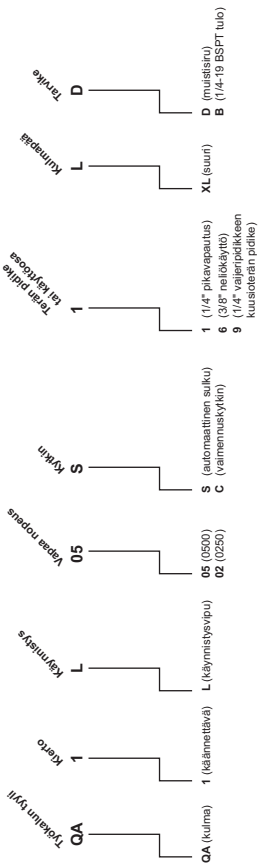 Työkalun tyyli
QA
QA (kulma)
Kierto
1
1 (käännettävä)
Käynnistys
L
L (käynnistysvipu)
Vapaa nopeus
05
05 (0500)
02 (0250)
Kytkin
S
S (automaattinen sulku)
C (vaimennuskytkin)
Terän pidike
tai käyttöosa
1
1 (1/4" pikavapautus)
6 (3/8" neliökäyttö)
9 (1/4" vaijeripidikkeen
kuusioterän pidike)
Kulmapää
L
XL (suuri)
Tarvike
D
D (muistisiru)
B (1/4-19 BSPT tulo)